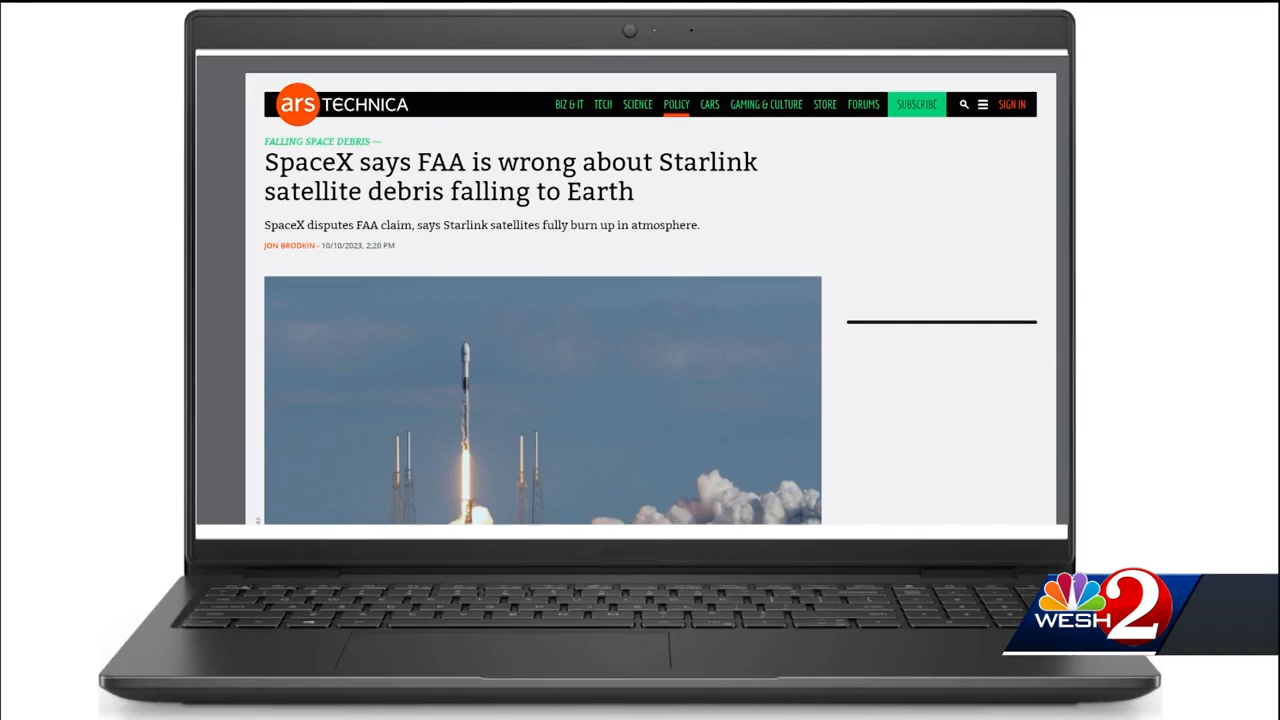 ars TECHNICA
BIZ & IT TECH SCIENCE POLICY CARS GAMING & CULTURE STORE FORUMS SUBSCRIBE SIGN IN
FALLING SPACE DEBRIS —
SpaceX says FAA is wrong about Starlink
satellite debris falling to Earth
SpaceX disputes FAA claim, says Starlink satellites fully burn up in atmosphere.
JON BRODKIN - 10/10/2023, 2:20 PM
WESH 2